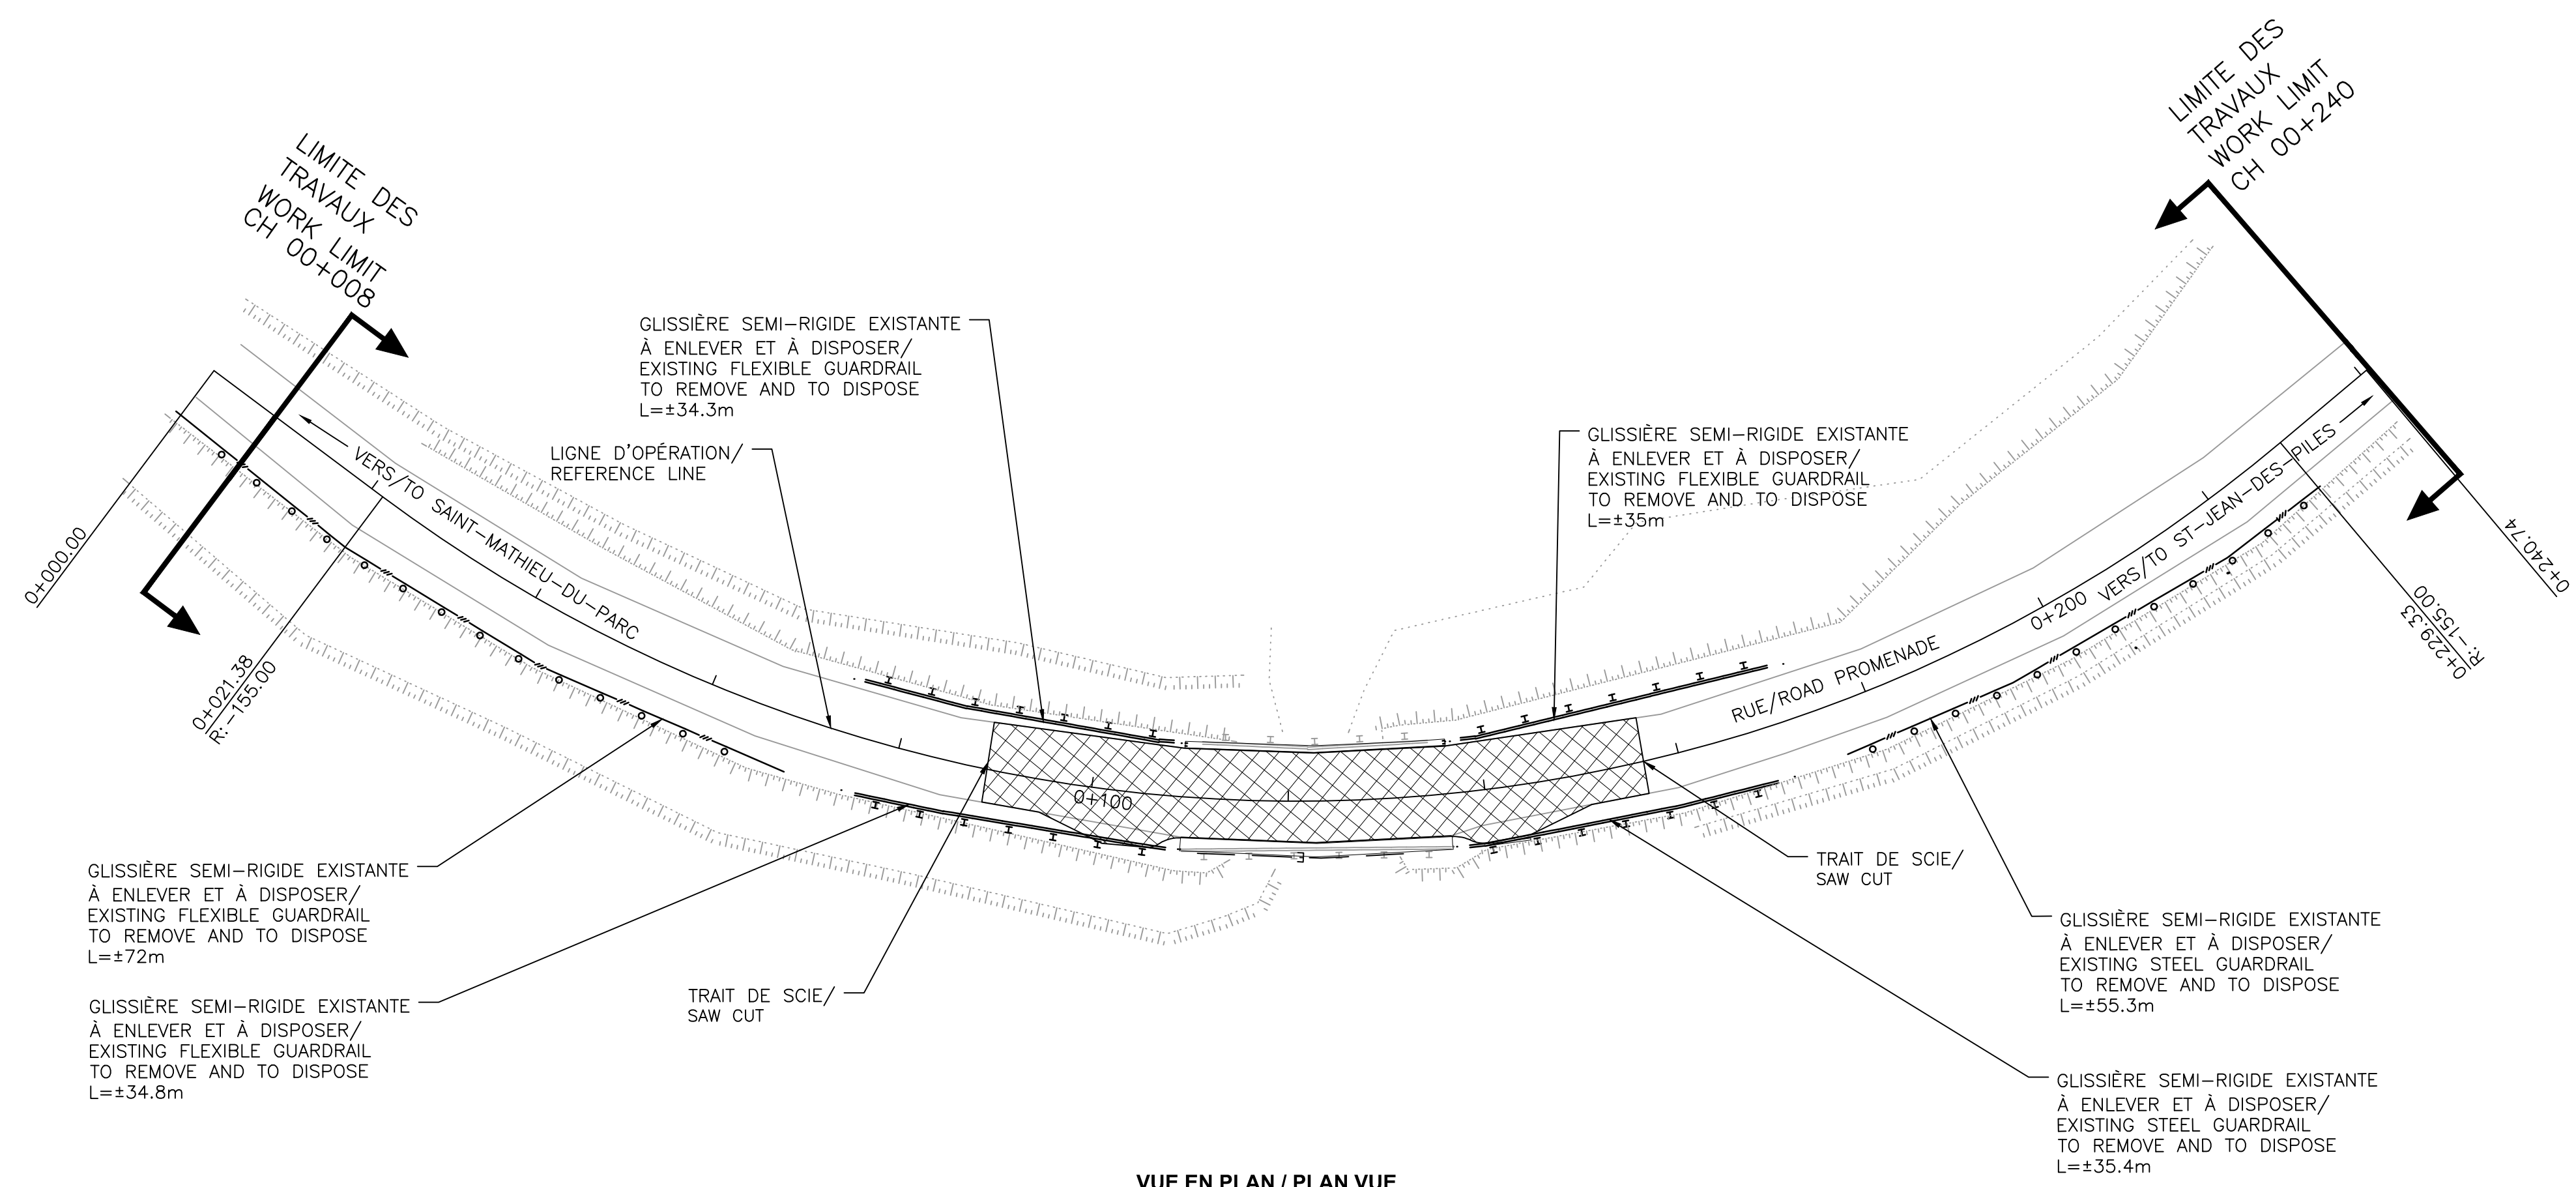 LIMITE DES
TRAVAUX
WORK LIMIT
CH 00+008
LIMITE DES
TRAVAUX
WORK LIMIT
CH 00+240
GLISSIÈRE SEMI-RIGIDE EXISTANTE
À ENLEVER ET À DISPOSER/
EXISTING FLEXIBLE GUARDRAIL
TO REMOVE AND TO DISPOSE
L=±34.3m
LIGNE D'OPÉRATION/
REFERENCE LINE
GLISSIÈRE SEMI-RIGIDE EXISTANTE
À ENLEVER ET À DISPOSER/
EXISTING FLEXIBLE GUARDRAIL
TO REMOVE AND TO DISPOSE
L=±35m
VERS/TO SAINT-MATHIEU-DU-PARC
0+000.00
0+021.38
R:-155.00
0+100
RUE/ROAD PROMENADE
0+200
VERS/TO ST-JEAN-DES-PILES
0+240.74
0+229.33
R:-155.00
GLISSIÈRE SEMI-RIGIDE EXISTANTE
À ENLEVER ET À DISPOSER/
EXISTING FLEXIBLE GUARDRAIL
TO REMOVE AND TO DISPOSE
L=±72m
GLISSIÈRE SEMI-RIGIDE EXISTANTE
À ENLEVER ET À DISPOSER/
EXISTING FLEXIBLE GUARDRAIL
TO REMOVE AND TO DISPOSE
L=±34.8m
TRAIT DE SCIE/
SAW CUT
TRAIT DE SCIE/
SAW CUT
GLISSIÈRE SEMI-RIGIDE EXISTANTE
À ENLEVER ET À DISPOSER/
EXISTING STEEL GUARDRAIL
TO REMOVE AND TO DISPOSE
L=±55.3m
GLISSIÈRE SEMI-RIGIDE EXISTANTE
À ENLEVER ET À DISPOSER/
EXISTING STEEL GUARDRAIL
TO REMOVE AND TO DISPOSE
L=±35.4m
VUE EN PLAN / PLAN VUE